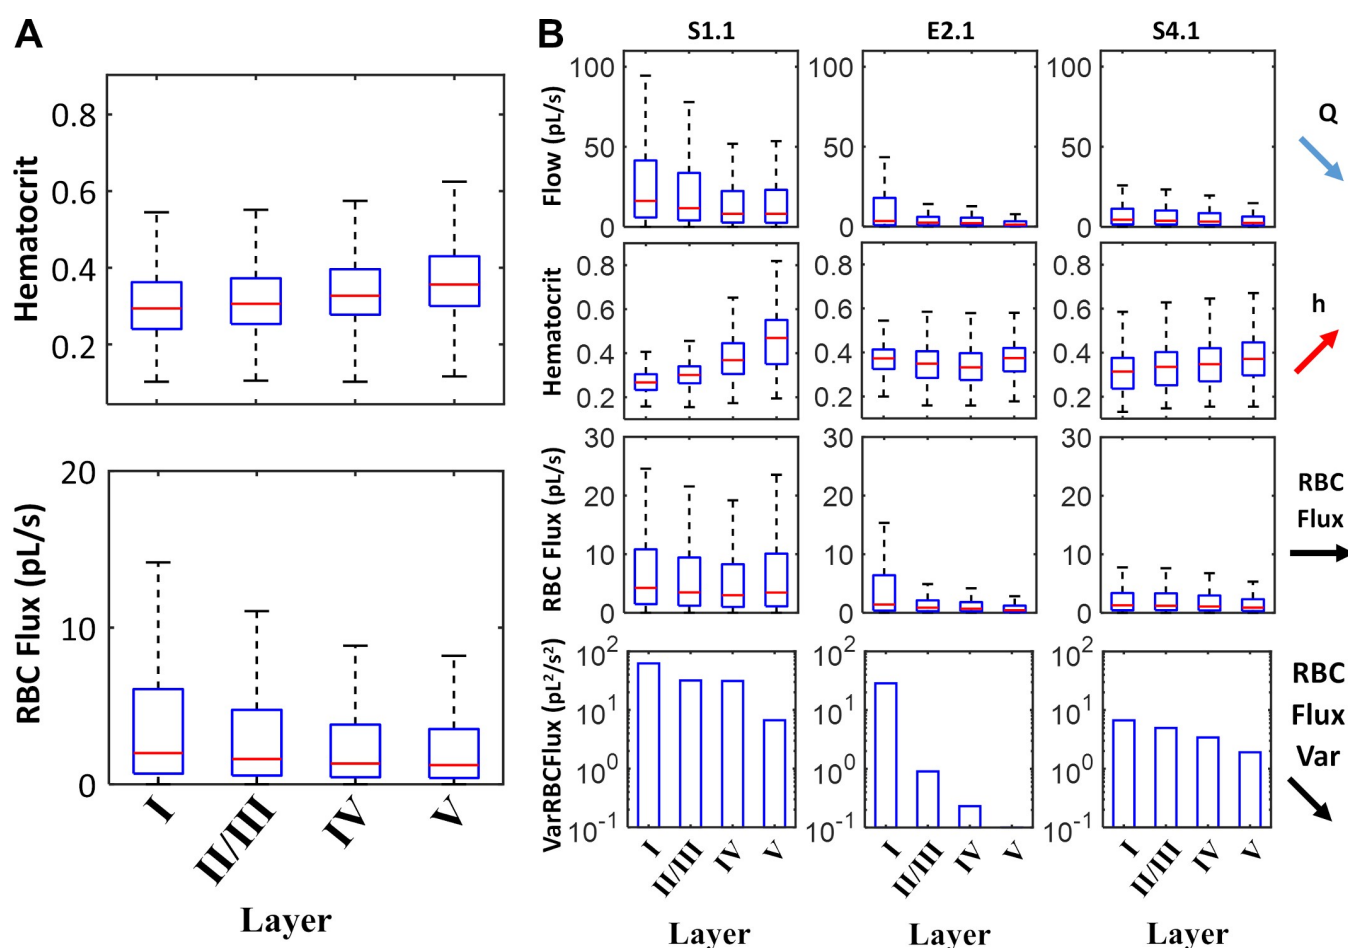 A
Hematocrit
0.8
0.6
0.4
0.2
RBC Flux (pL/s)
20
10
0
I
II/III
IV
V
Layer
B
S1.1
E2.1
S4.1
Flow (pL/s)
100
50
0
100
50
0
100
50
0
Q
Hematocrit
0.8
0.6
0.4
0.2
0.8
0.6
0.4
0.2
0.8
0.6
0.4
0.2
h
RBC Flux (pL/s)
30
20
10
0
30
20
10
0
30
20
10
0
RBC
Flux
VarRBCFlux (pL²/s²)
10²
10¹
10⁰
10⁻¹
10²
10¹
10⁰
10⁻¹
10²
10¹
10⁰
10⁻¹
RBC
Flux
Var
I
II/III
IV
V
I
II/III
IV
V
I
II/III
IV
V
Layer
Layer
Layer